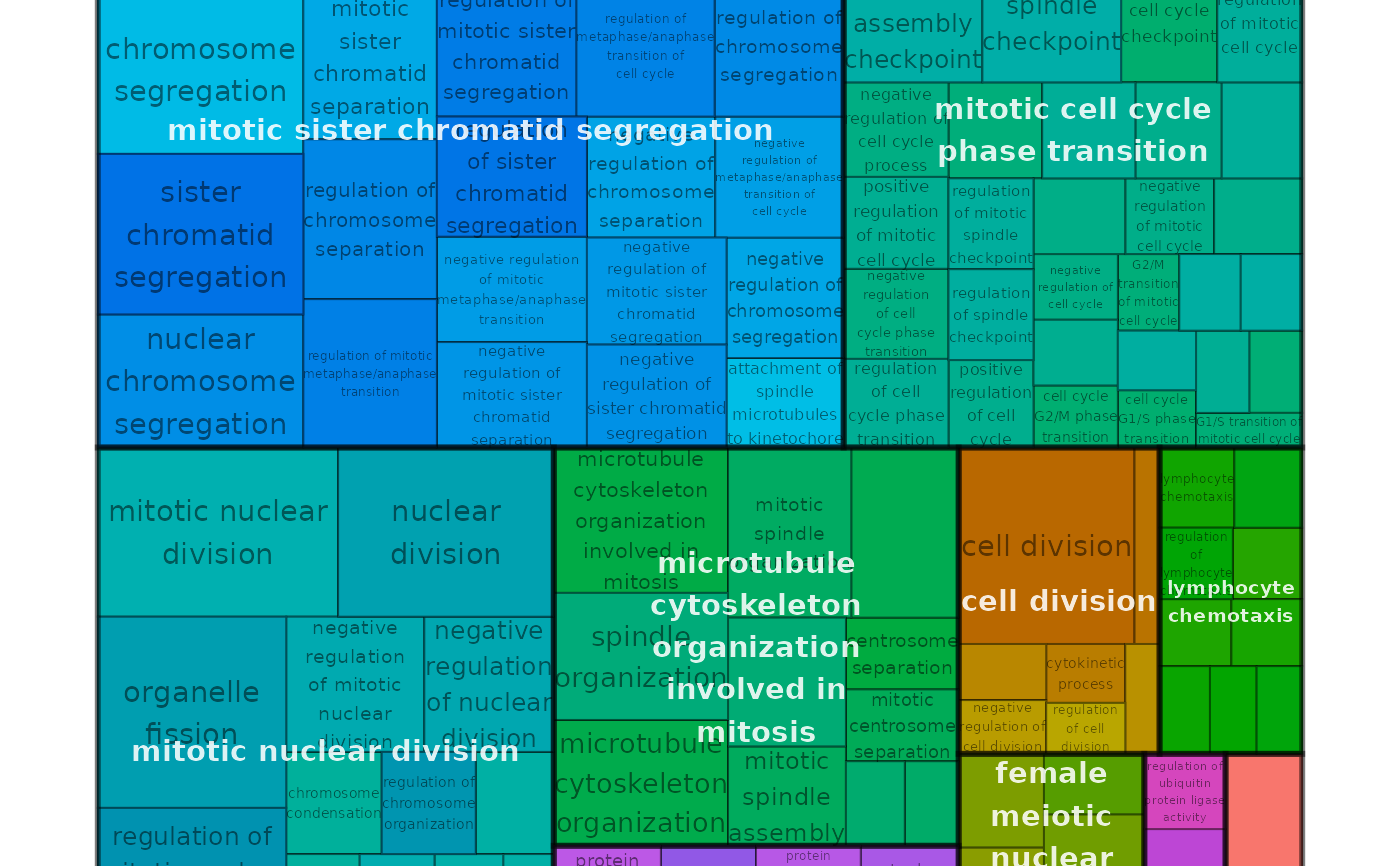 chromosome
segregation
mitotic
sister
chromatid
separation
regulation of
mitotic sister
chromatid
segregation
regulation of
metaphase/anaphase
transition of
cell cycle
regulation of
chromosome
segregation
mitotic sister chromatid segregation
sister
chromatid
segregation
regulation of
chromosome
separation
of sister
chromatid
segregation
negative
regulation of
chromosome
separation
negative
regulation of
metaphase/anaphase
transition of
cell cycle
nuclear
chromosome
segregation
regulation of mitotic
metaphase/anaphase
transition
negative regulation
of mitotic
metaphase/anaphase
transition
negative
regulation of
mitotic sister
chromatid
segregation
negative
regulation of
chromosome
segregation
negative
regulation of
mitotic sister
chromatid
separation
negative
regulation of
sister chromatid
segregation
attachment of
spindle
microtubules
to kinetochore
assembly
checkpoint
spindle
checkpoint
cell cycle
checkpoint
regulation
of mitotic
cell cycle
mitotic cell cycle
phase transition
negative
regulation of
cell cycle
process
positive
regulation
of mitotic
cell cycle
regulation
of mitotic
spindle
checkpoint
negative
regulation
of mitotic
cell cycle
negative
regulation
of cell
cycle phase
transition
regulation
of spindle
checkpoint
negative
regulation of
cell cycle
G2/M
transition
of mitotic
cell cycle
regulation
of cell
cycle phase
transition
positive
regulation
of cell
cycle
cell cycle
G2/M phase
transition
cell cycle
G1/S phase
transition
G1/S transition of
mitotic cell cycle
mitotic nuclear
division
nuclear
division
organelle
fission
negative
regulation
of mitotic
nuclear
division
negative
regulation
of nuclear
division
mitotic nuclear division
chromosome
condensation
regulation of
chromosome
organization
regulation of
microtubule
cytoskeleton
organization
involved in
mitosis
mitotic
spindle
microtubule
cytoskeleton
organization
involved in
mitosis
spindle
organization
centrosome
separation
mitotic
centrosome
separation
microtubule
cytoskeleton
organization
mitotic
spindle
assembly
protein
protein
cell division
cell division
cytokinetic
process
negative
regulation of
cell division
regulation
of cell
division
lymphocyte
chemotaxis
regulation
of
lymphocyte
lymphocyte
chemotaxis
female
meiotic
nuclear
regulation of
ubiquitin
protein ligase
activity